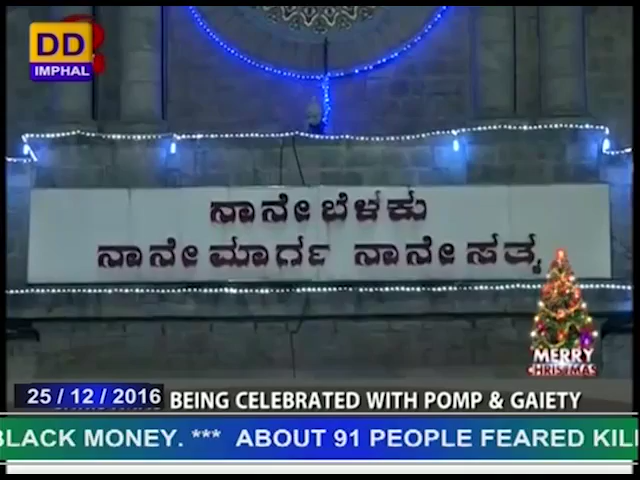 DD
IMPHAL
ನಾನೇ ಬೆಳಕು
ನಾನೇ ಮಾರ್ಗ ನಾನೇ ಸತ್ಯ
MERRY
CHRISTMAS
25 / 12 / 2016
BEING CELEBRATED WITH POMP & GAIETY
BLACK MONEY. *** ABOUT 91 PEOPLE FEARED KILL